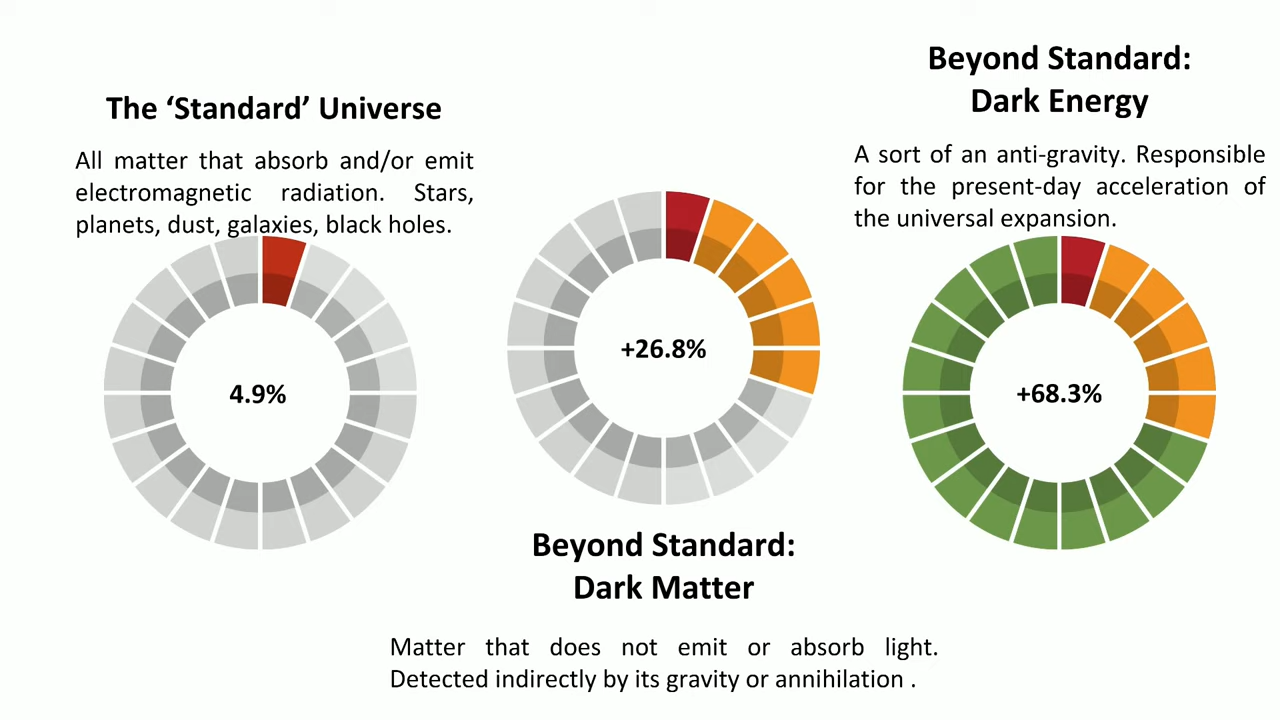 The ‘Standard’ Universe
All matter that absorb and/or emit
electromagnetic radiation. Stars,
planets, dust, galaxies, black holes.
4.9%
+26.8%
Beyond Standard:
Dark Matter
Matter that does not emit or absorb light.
Detected indirectly by its gravity or annihilation .
Beyond Standard:
Dark Energy
A sort of an anti-gravity. Responsible
for the present-day acceleration of
the universal expansion.
+68.3%